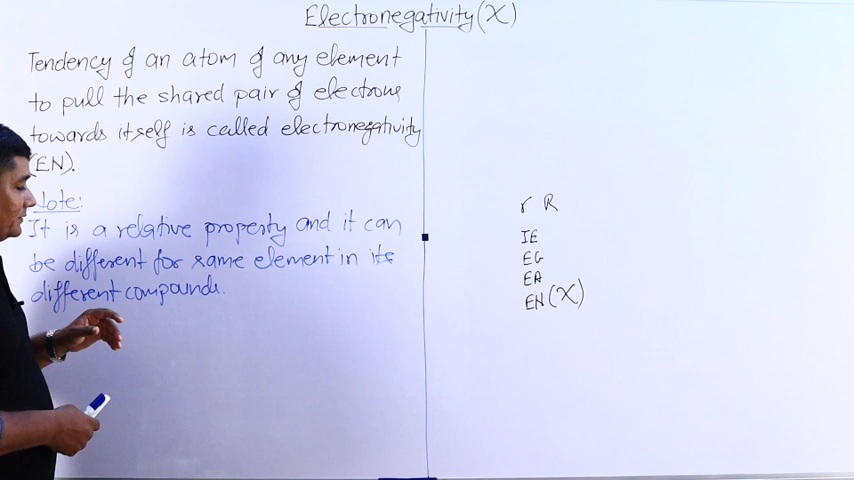 Electronegativity (X)
Tendency of an atom of any element
to pull the shared pair of electrons
towards itself is called electronegativity
(EN).
Note:
It is a relative property and it can
be different for same element in its
different compounds.
r R
IE
EG
EA
EN (X)